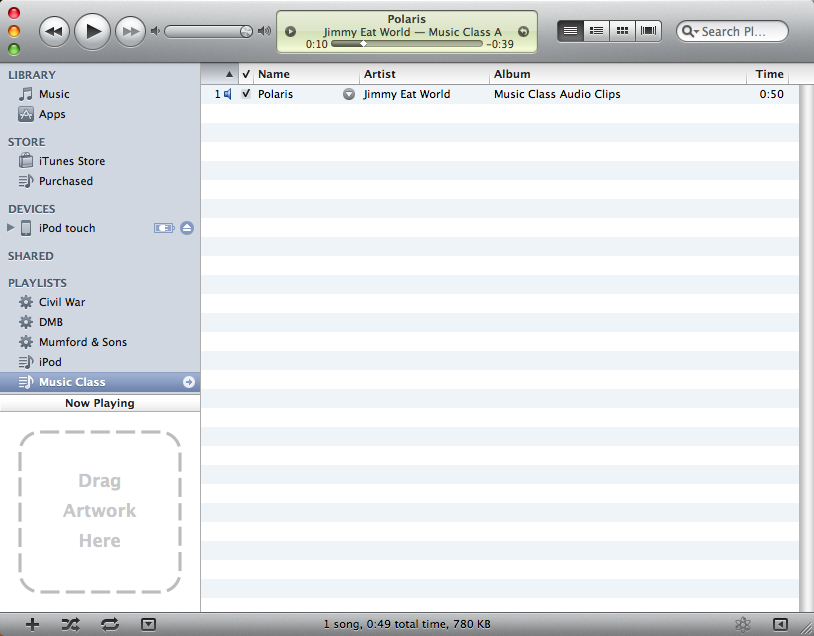 Polaris
Jimmy Eat World — Music Class A
0:10 -0:39
Search Pl...
LIBRARY
Music
Apps
STORE
iTunes Store
Purchased
DEVICES
iPod touch
SHARED
PLAYLISTS
Civil War
DMB
Mumford & Sons
iPod
Music Class
Now Playing
Drag
Artwork
Here
Name Artist Album Time
1 Polaris Jimmy Eat World Music Class Audio Clips 0:50
1 song, 0:49 total time, 780 KB